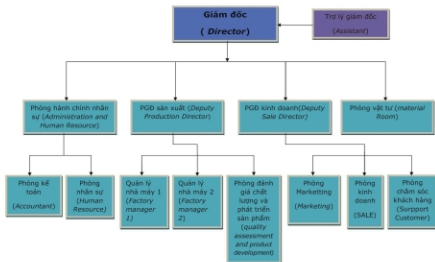 Giám đốc
( Director)
Trợ lý giám đốc
(Assistant)
Phòng hành chính nhân
sự (Administration and
Human Resource)
PGĐ sản xuất (Deputy
Production Director)
PGĐ kinh doanh(Deputy
Sale Director)
Phòng vật tư (material
Room)
Phòng kế
toán
(Accountant)
Phòng
nhân sự
(Human
Resource)
Quản lý
nhà máy 1
(Factory
manager
1)
Quản lý
nhà máy 2
(Factory
manager
2)
Phòng đánh
giá chất
lượng và
phát triển
sản phẩm
(quality
assessment
and product
development)
Phòng
Marketting
(Marketing)
Phòng
kinh
doanh
(SALE)
Phòng
chăm sóc
khách hàng
(Surpport
Customer)